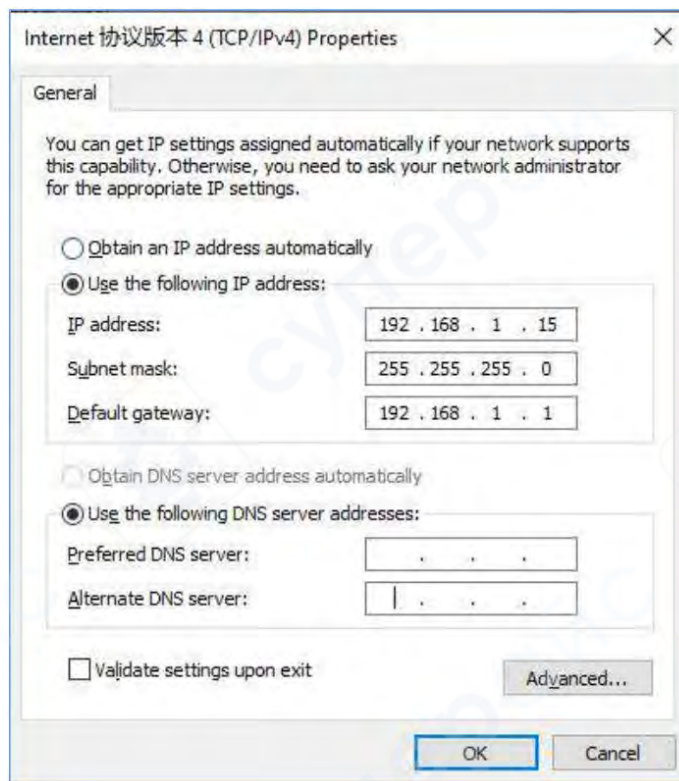 Internet 协议版本 4 (TCP/IPv4) Properties
General
You can get IP settings assigned automatically if your network supports
this capability. Otherwise, you need to ask your network administrator
for the appropriate IP settings.
Obtain an IP address automatically
Use the following IP address:
IP address: 192 . 168 . 1 . 15
Subnet mask: 255 . 255 . 255 . 0
Default gateway: 192 . 168 . 1 . 1
Obtain DNS server address automatically
Use the following DNS server addresses:
Preferred DNS server: . . .
Alternate DNS server: . . .
Validate settings upon exit
Advanced...
OK Cancel